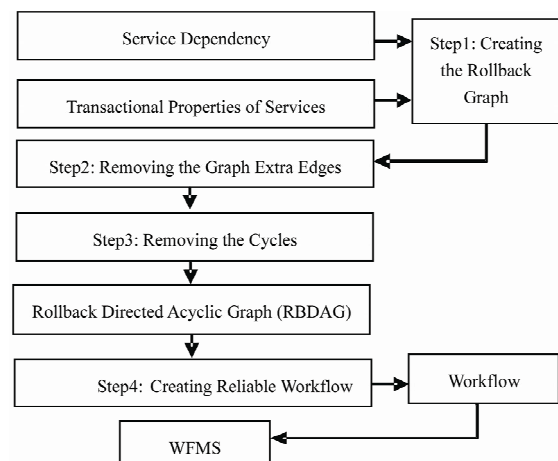 Service Dependency
Step1: Creating
the Rollback
Graph
Transactional Properties of Services
Step2: Removing the Graph Extra Edges
Step3: Removing the Cycles
Rollback Directed Acyclic Graph (RBDAG)
Step4: Creating Reliable Workflow
Workflow
WFMS